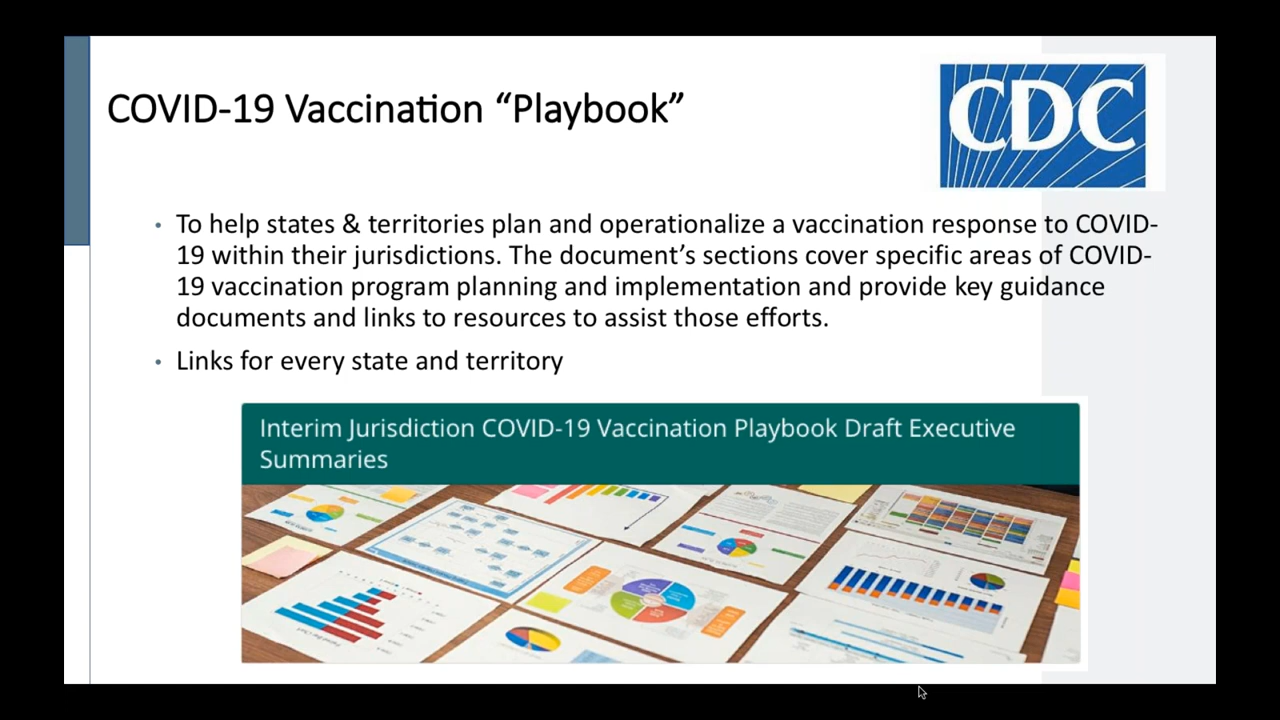 COVID-19 Vaccination “Playbook”
CDC
• To help states & territories plan and operationalize a vaccination response to COVID-
19 within their jurisdictions. The document’s sections cover specific areas of COVID-
19 vaccination program planning and implementation and provide key guidance
documents and links to resources to assist those efforts.
• Links for every state and territory
Interim Jurisdiction COVID-19 Vaccination Playbook Draft Executive
Summaries